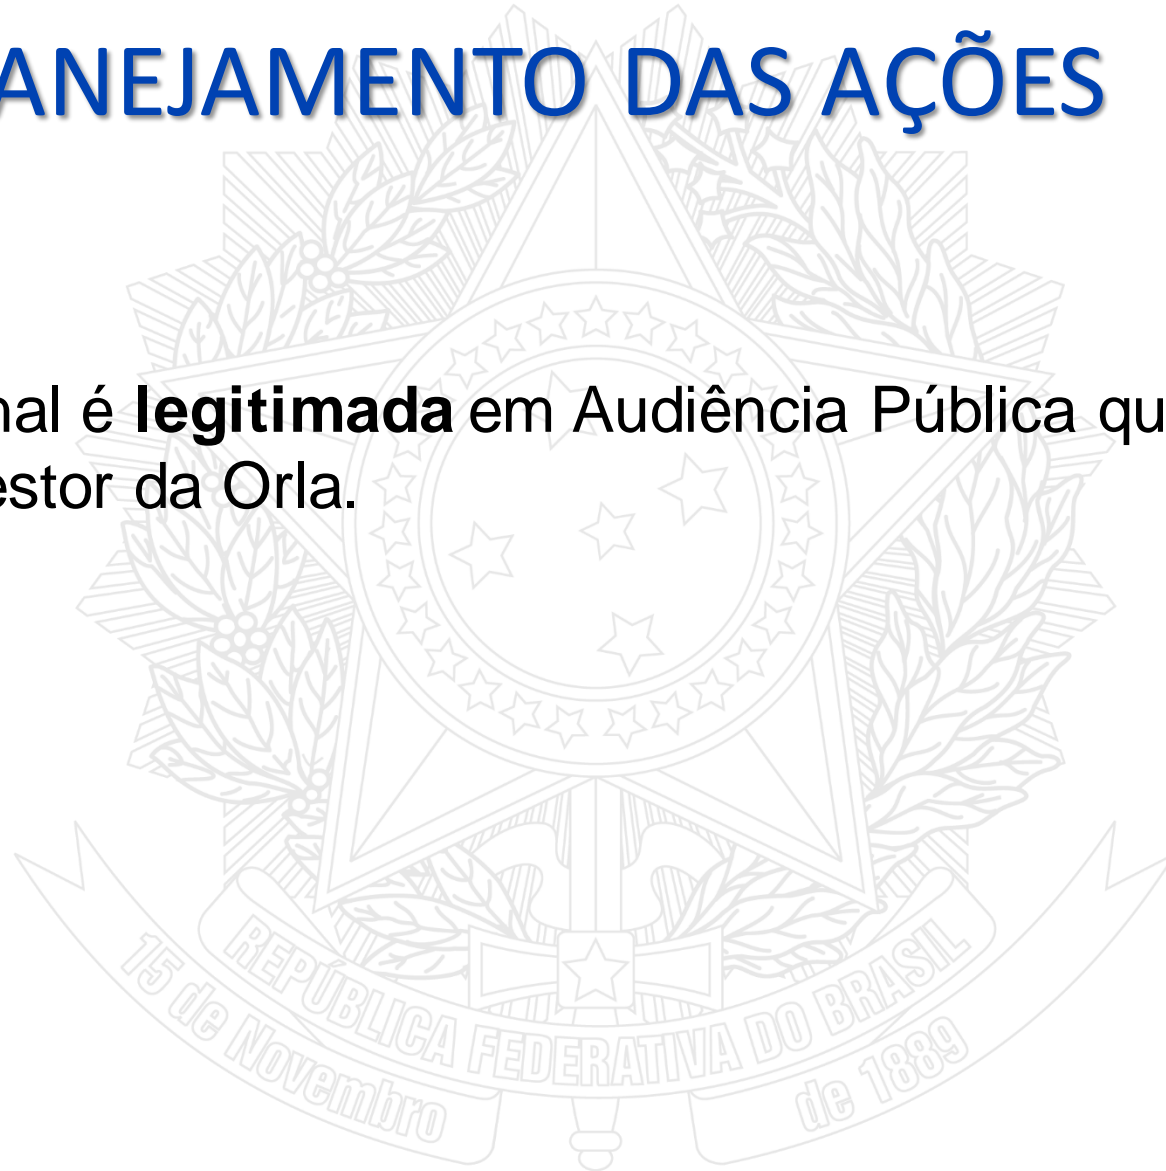 ANEJAMENTO DAS AÇÕES
nal é legitimada em Audiência Pública qu
estor da Orla.
REPÚBLICA FEDERATIVA DO BRASIL
15 de Novembro de 1889